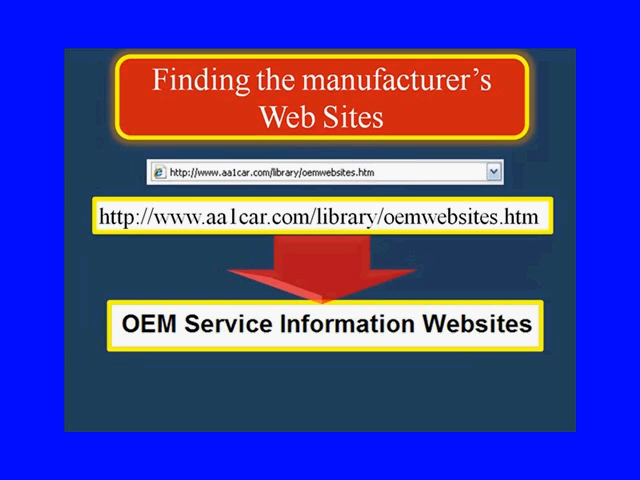 Finding the manufacturer's
Web Sites
http://www.aa1car.com/library/oemwebsites.htm
http://www.aa1car.com/library/oemwebsites.htm
OEM Service Information Websites